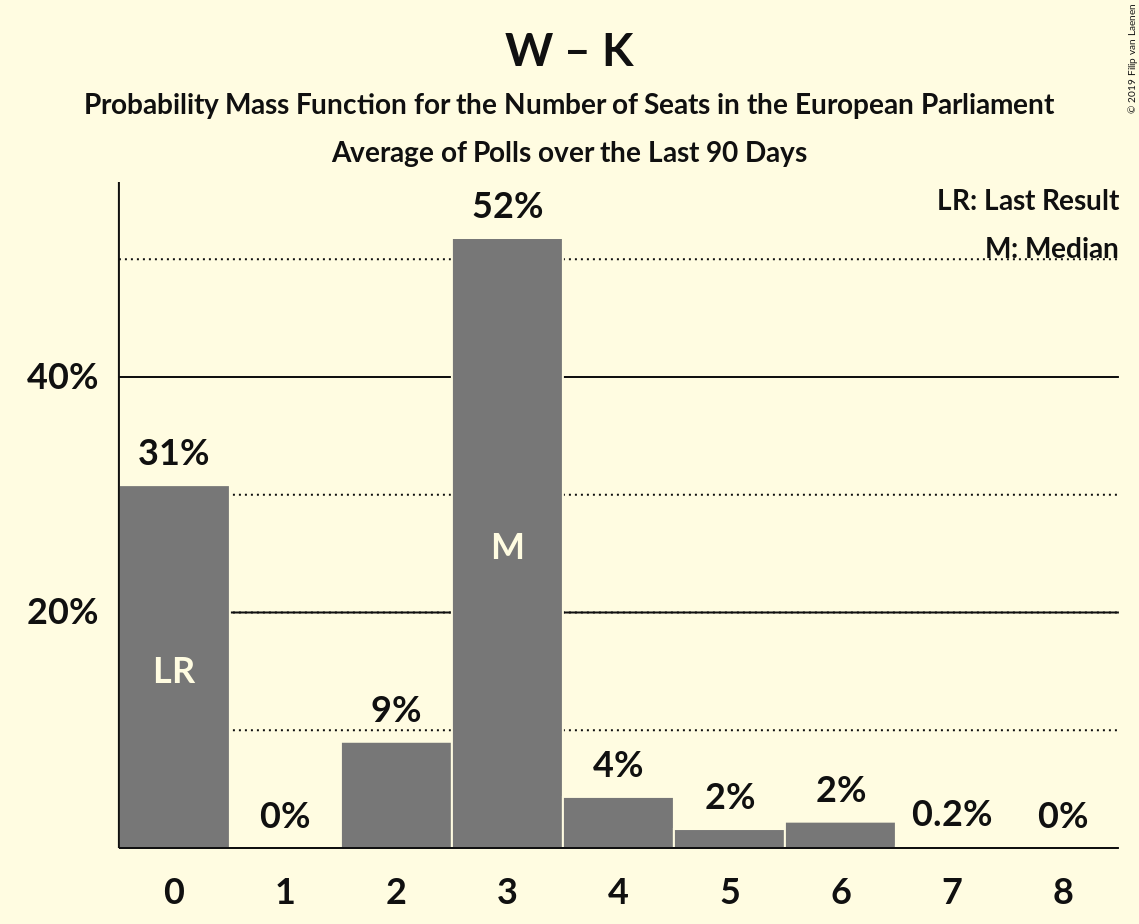 W – K
Probability Mass Function for the Number of Seats in the European Parliament
Average of Polls over the Last 90 Days
© 2019 Filip van Laenen
LR: Last Result
M: Median
52%
40%
31%
M
20%
LR
9%
4%
2%
2%
0.2%
0%
0%
0 1 2 3 4 5 6 7 8